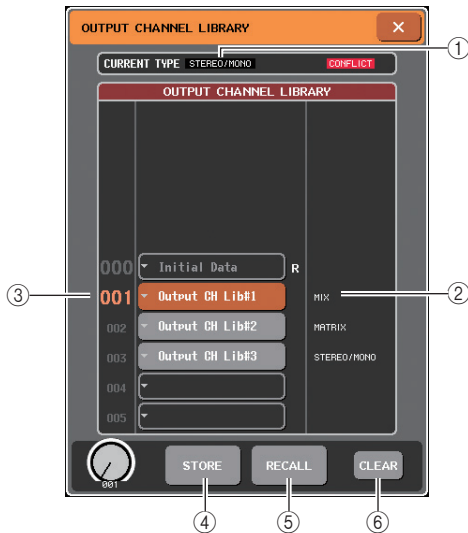 OUTPUT CHANNEL LIBRARY ×
①
CURRENT TYPE STEREO/MONO CONFLICT
OUTPUT CHANNEL LIBRARY
000 Initial Data R
③ 001 Output CH Lib#1 MIX ②
002 Output CH Lib#2 MATRIX
003 Output CH Lib#3 STEREO/MONO
004
005
001 STORE RECALL CLEAR
④ ⑤ ⑥